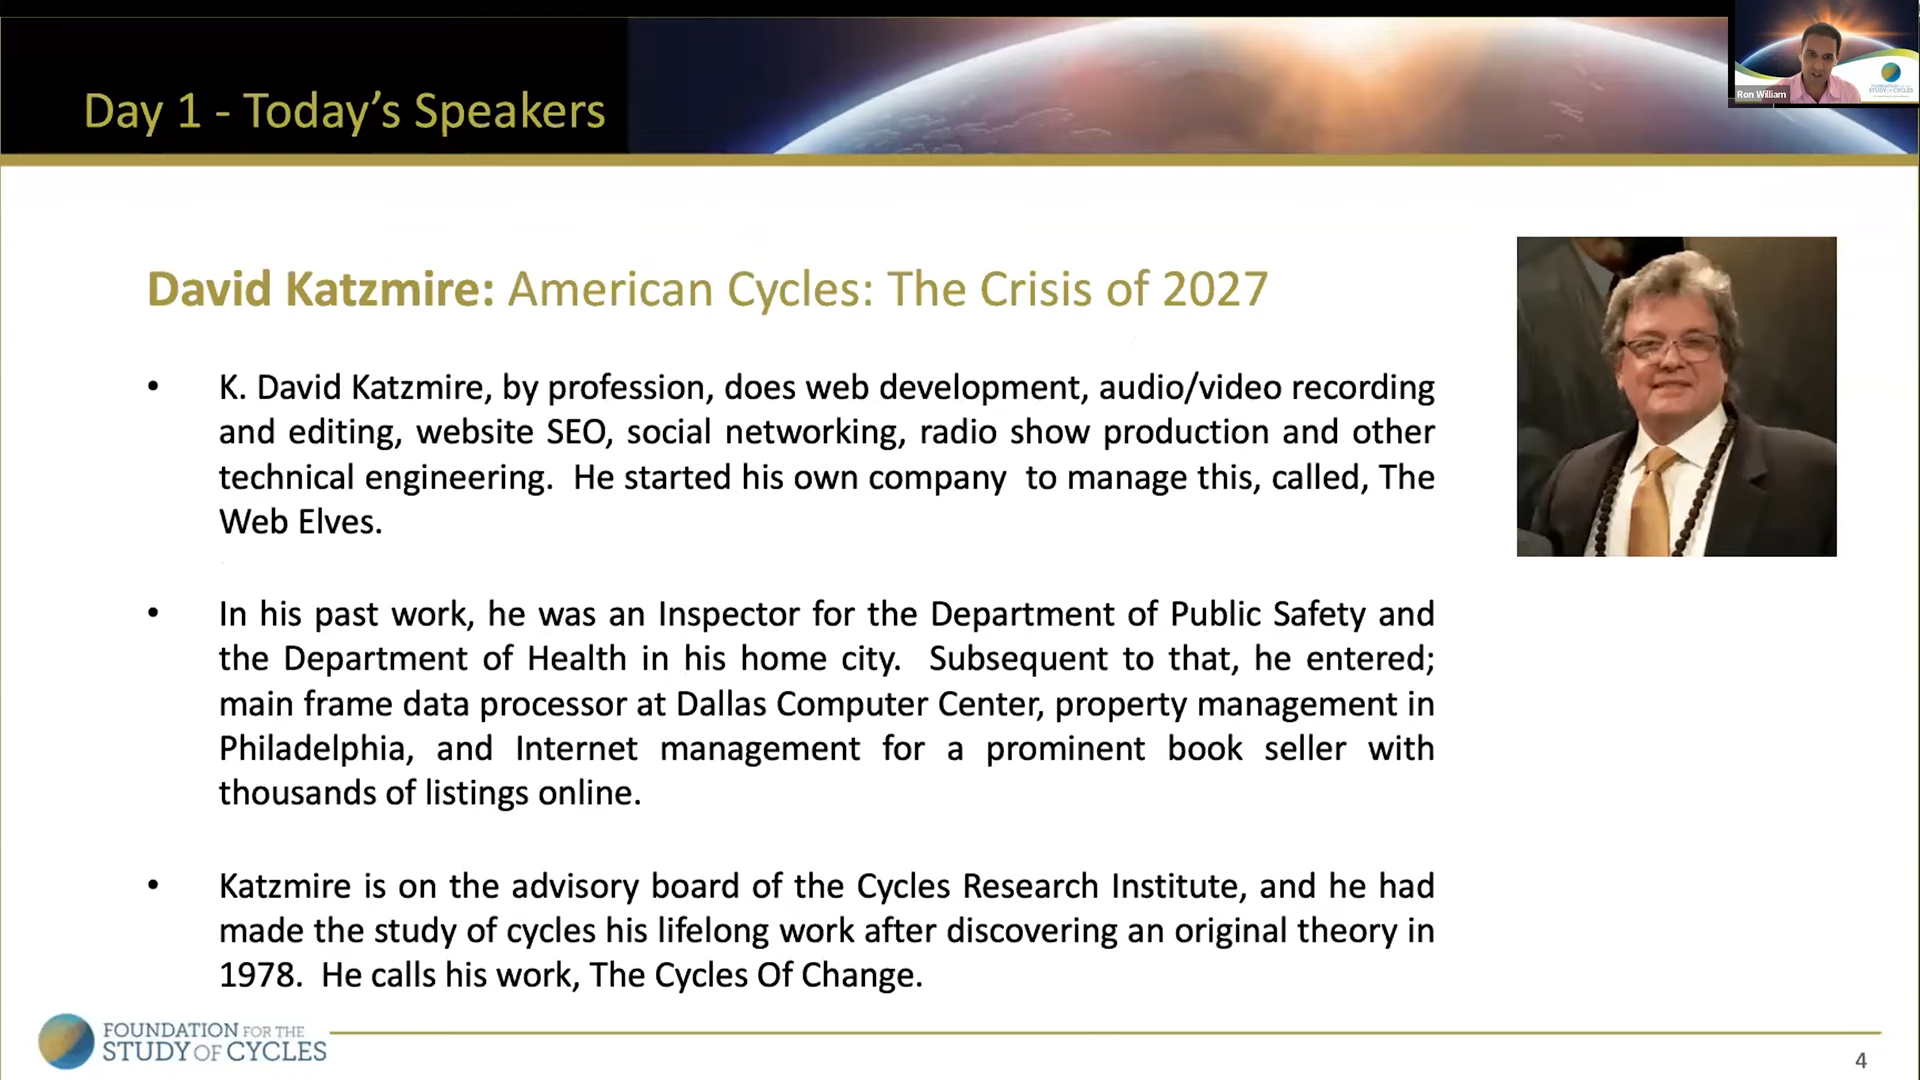 Day 1 - Today's Speakers
Ron William
FOUNDATION FOR THE
STUDY OF CYCLES
David Katzmire: American Cycles: The Crisis of 2027
• K. David Katzmire, by profession, does web development, audio/video recording
and editing, website SEO, social networking, radio show production and other
technical engineering.  He started his own company  to manage this, called, The
Web Elves.
• In his past work, he was an Inspector for the Department of Public Safety and
the Department of Health in his home city.  Subsequent to that, he entered;
main frame data processor at Dallas Computer Center, property management in
Philadelphia, and Internet management for a prominent book seller with
thousands of listings online.
• Katzmire is on the advisory board of the Cycles Research Institute, and he had
made the study of cycles his lifelong work after discovering an original theory in
1978.  He calls his work, The Cycles Of Change.
FOUNDATION FOR THE
STUDY OF CYCLES
4